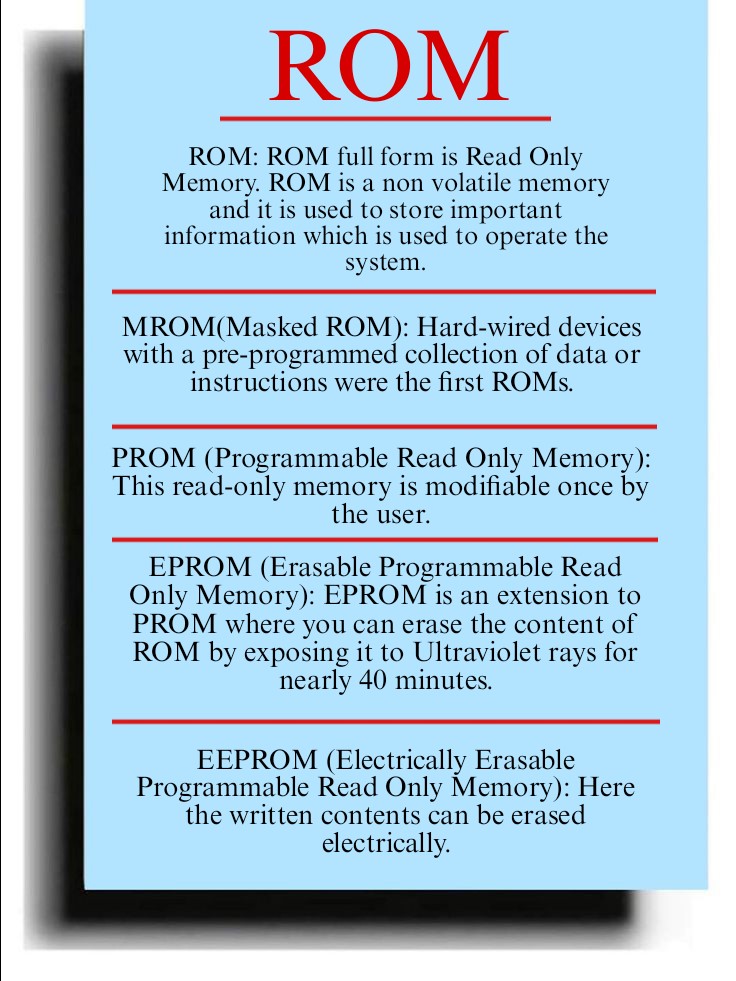 ROM
ROM: ROM full form is Read Only
Memory. ROM is a non volatile memory
and it is used to store important
information which is used to operate the
system.
MROM(Masked ROM): Hard-wired devices
with a pre-programmed collection of data or
instructions were the first ROMs.
PROM (Programmable Read Only Memory):
This read-only memory is modifiable once by
the user.
EPROM (Erasable Programmable Read
Only Memory): EPROM is an extension to
PROM where you can erase the content of
ROM by exposing it to Ultraviolet rays for
nearly 40 minutes.
EEPROM (Electrically Erasable
Programmable Read Only Memory): Here
the written contents can be erased
electrically.